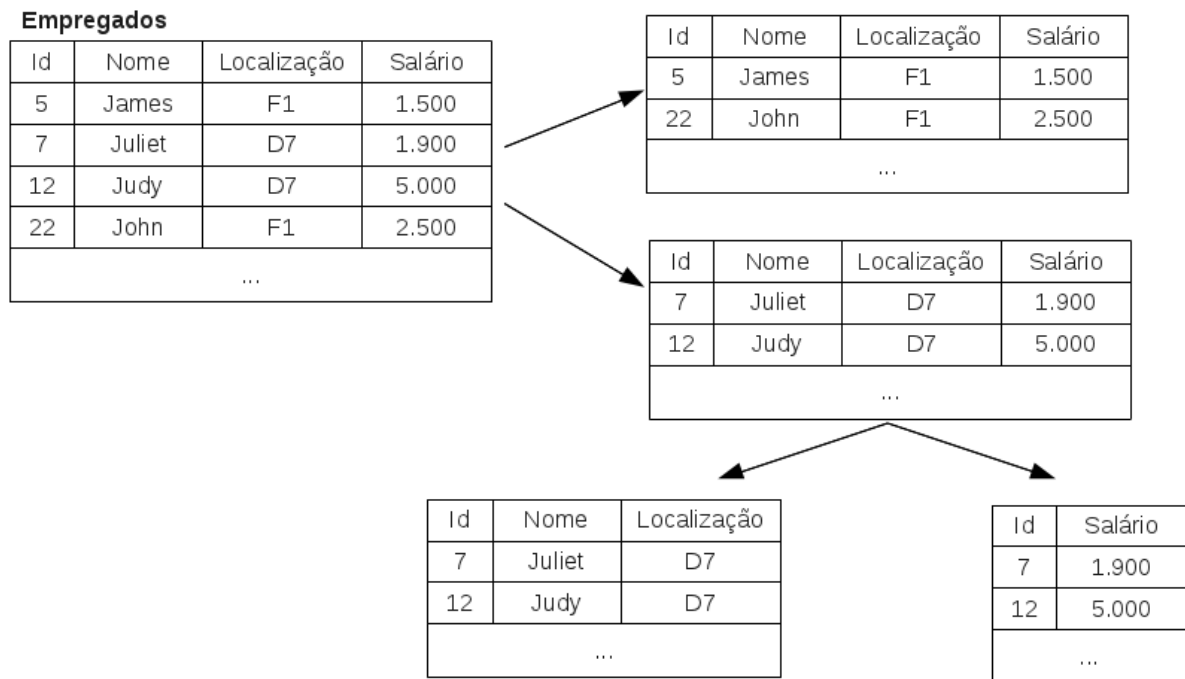 Empregados
Id Nome Localização Salário
5 James F1 1.500
7 Juliet D7 1.900
12 Judy D7 5.000
22 John F1 2.500
...
Id Nome Localização Salário
5 James F1 1.500
22 John F1 2.500
...
Id Nome Localização Salário
7 Juliet D7 1.900
12 Judy D7 5.000
...
Id Nome Localização
7 Juliet D7
12 Judy D7
...
Id Salário
7 1.900
12 5.000
...